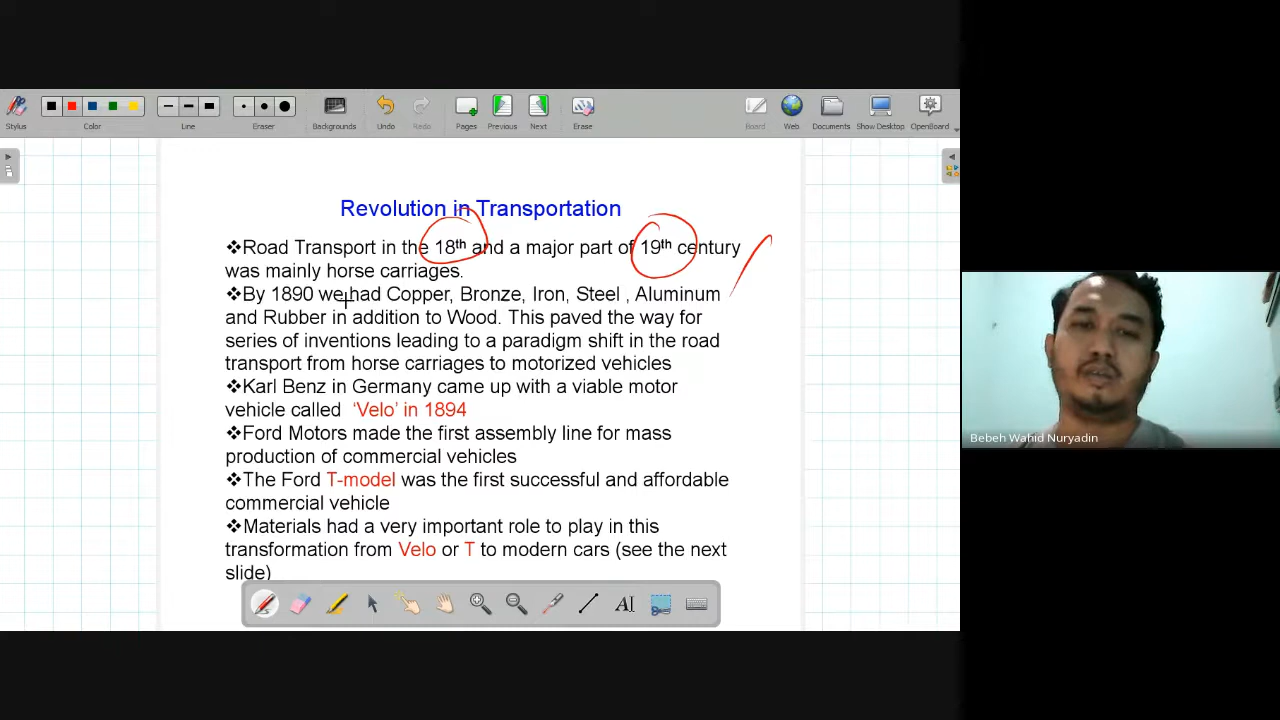 Stylus Color Line Eraser Backgrounds Undo Redo Pages Previous Next Erase Board Web Documents Show Desktop OpenBoard
Revolution in Transportation
❖Road Transport in the 18th and a major part of 19th century
was mainly horse carriages.
❖By 1890 we had Copper, Bronze, Iron, Steel , Aluminum
and Rubber in addition to Wood. This paved the way for
series of inventions leading to a paradigm shift in the road
transport from horse carriages to motorized vehicles
❖Karl Benz in Germany came up with a viable motor
vehicle called ‘Velo’ in 1894
❖Ford Motors made the first assembly line for mass
production of commercial vehicles
❖The Ford T-model was the first successful and affordable
commercial vehicle
❖Materials had a very important role to play in this
transformation from Velo or T to modern cars (see the next
slide)
AI
Bebeh Wahid Nuryadin